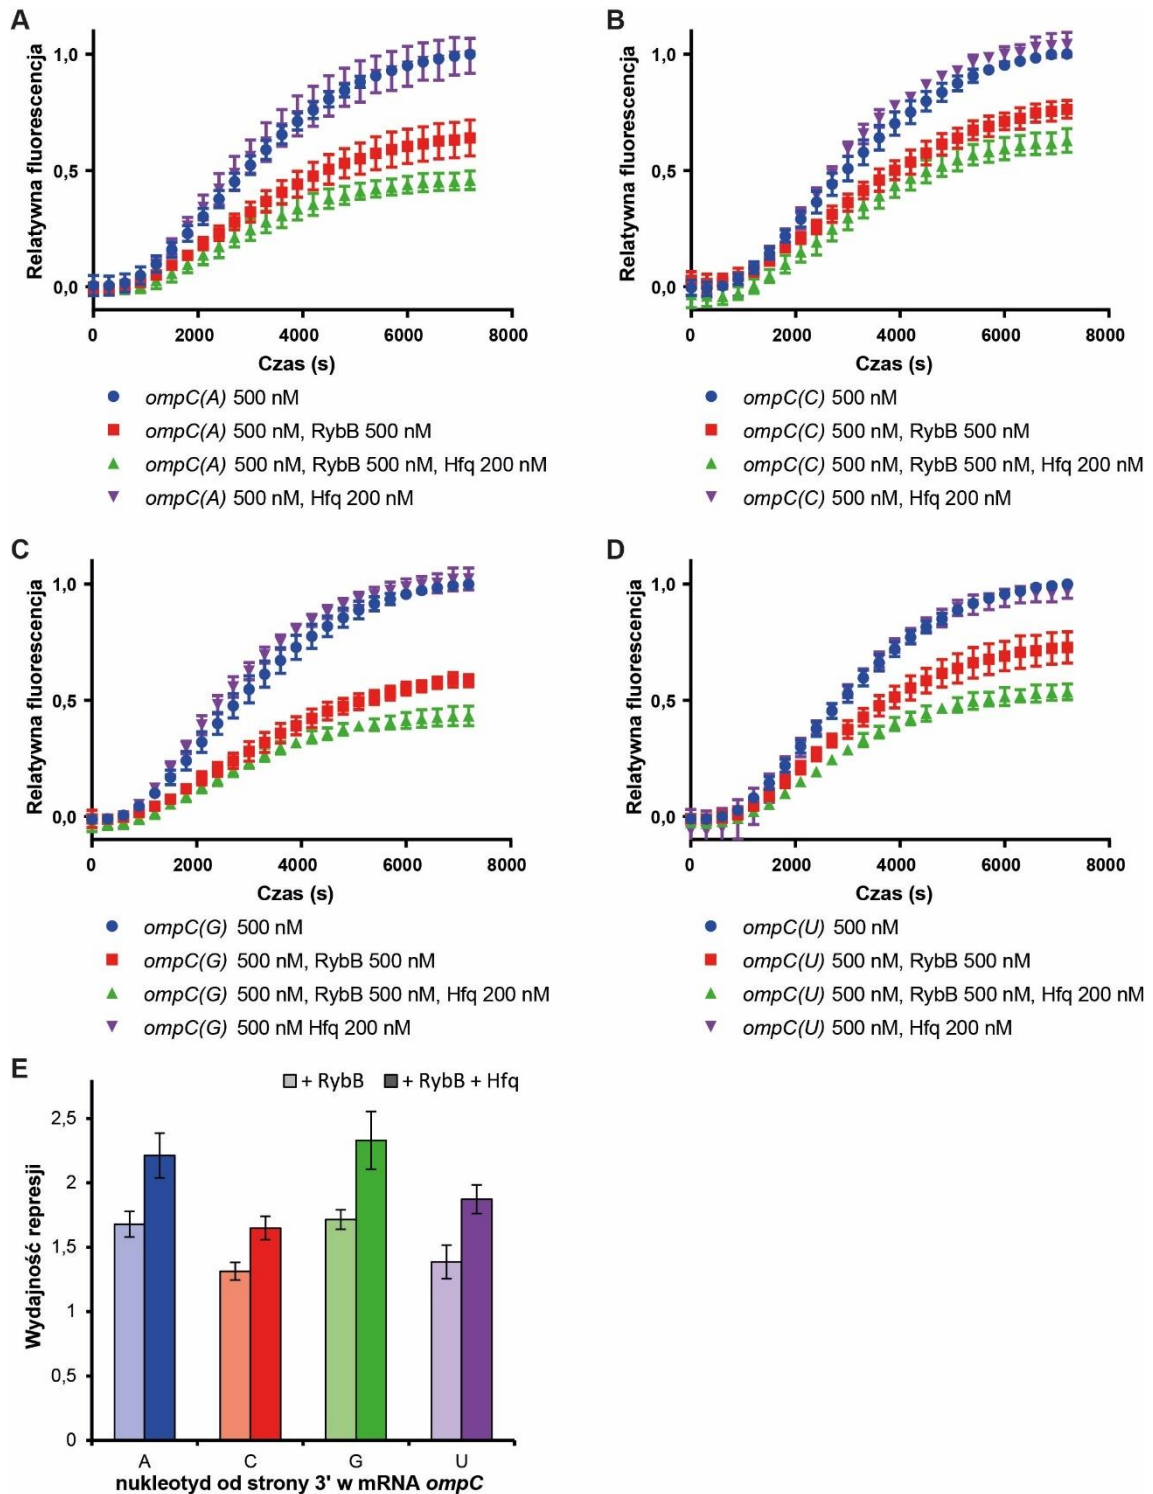 A
Relatywna fluorescencja
1,0
0,5
0,0
0 2000 4000 6000 8000
Czas (s)
ompC(A) 500 nM
ompC(A) 500 nM, RybB 500 nM
ompC(A) 500 nM, RybB 500 nM, Hfq 200 nM
ompC(A) 500 nM, Hfq 200 nM
B
Relatywna fluorescencja
1,0
0,5
0,0
0 2000 4000 6000 8000
Czas (s)
ompC(C) 500 nM
ompC(C) 500 nM, RybB 500 nM
ompC(C) 500 nM, RybB 500 nM, Hfq 200 nM
ompC(C) 500 nM, Hfq 200 nM
C
Relatywna fluorescencja
1,0
0,5
0,0
0 2000 4000 6000 8000
Czas (s)
ompC(G) 500 nM
ompC(G) 500 nM, RybB 500 nM
ompC(G) 500 nM, RybB 500 nM, Hfq 200 nM
ompC(G) 500 nM Hfq 200 nM
D
Relatywna fluorescencja
1,0
0,5
0,0
0 2000 4000 6000 8000
Czas (s)
ompC(U) 500 nM
ompC(U) 500 nM, RybB 500 nM
ompC(U) 500 nM, RybB 500 nM, Hfq 200 nM
ompC(U) 500 nM, Hfq 200 nM
E
+ RybB + RybB + Hfq
Wydajność represji
2,5
2
1,5
1
0,5
0
A C G U
nukleotyd od strony 3' w mRNA ompC